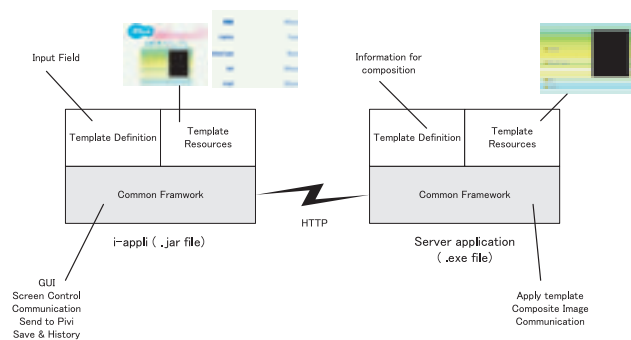 Input Field
Information for
composition
Template Definition
Template
Resources
Template Definition
Template
Resources
Common Framwork
Common Framework
HTTP
i-appli ( .jar file)
Server application
( .exe file)
GUI
Screen Control
Communication
Send to Pivi
Save & History
Apply template
Composite Image
Communication